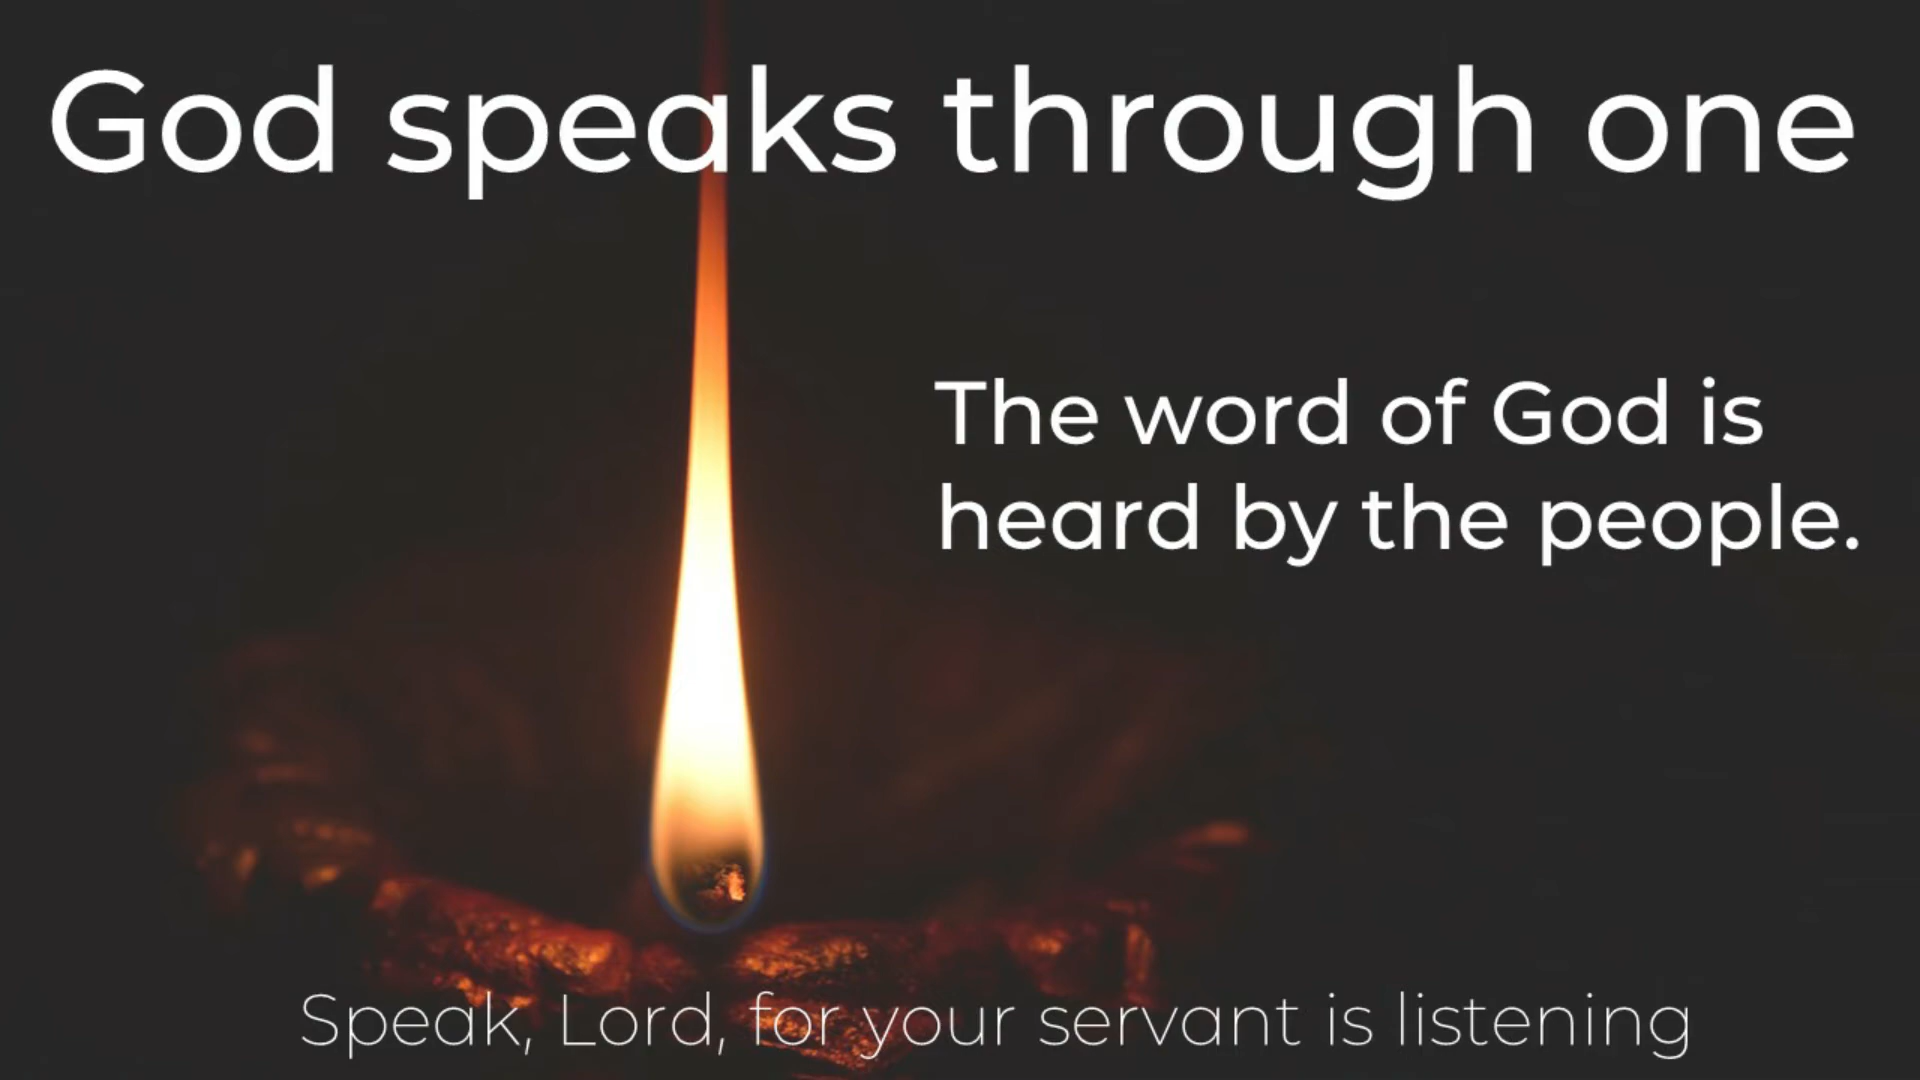 God speaks through one
The word of God is
heard by the people.
Speak, Lord, for your servant is listening